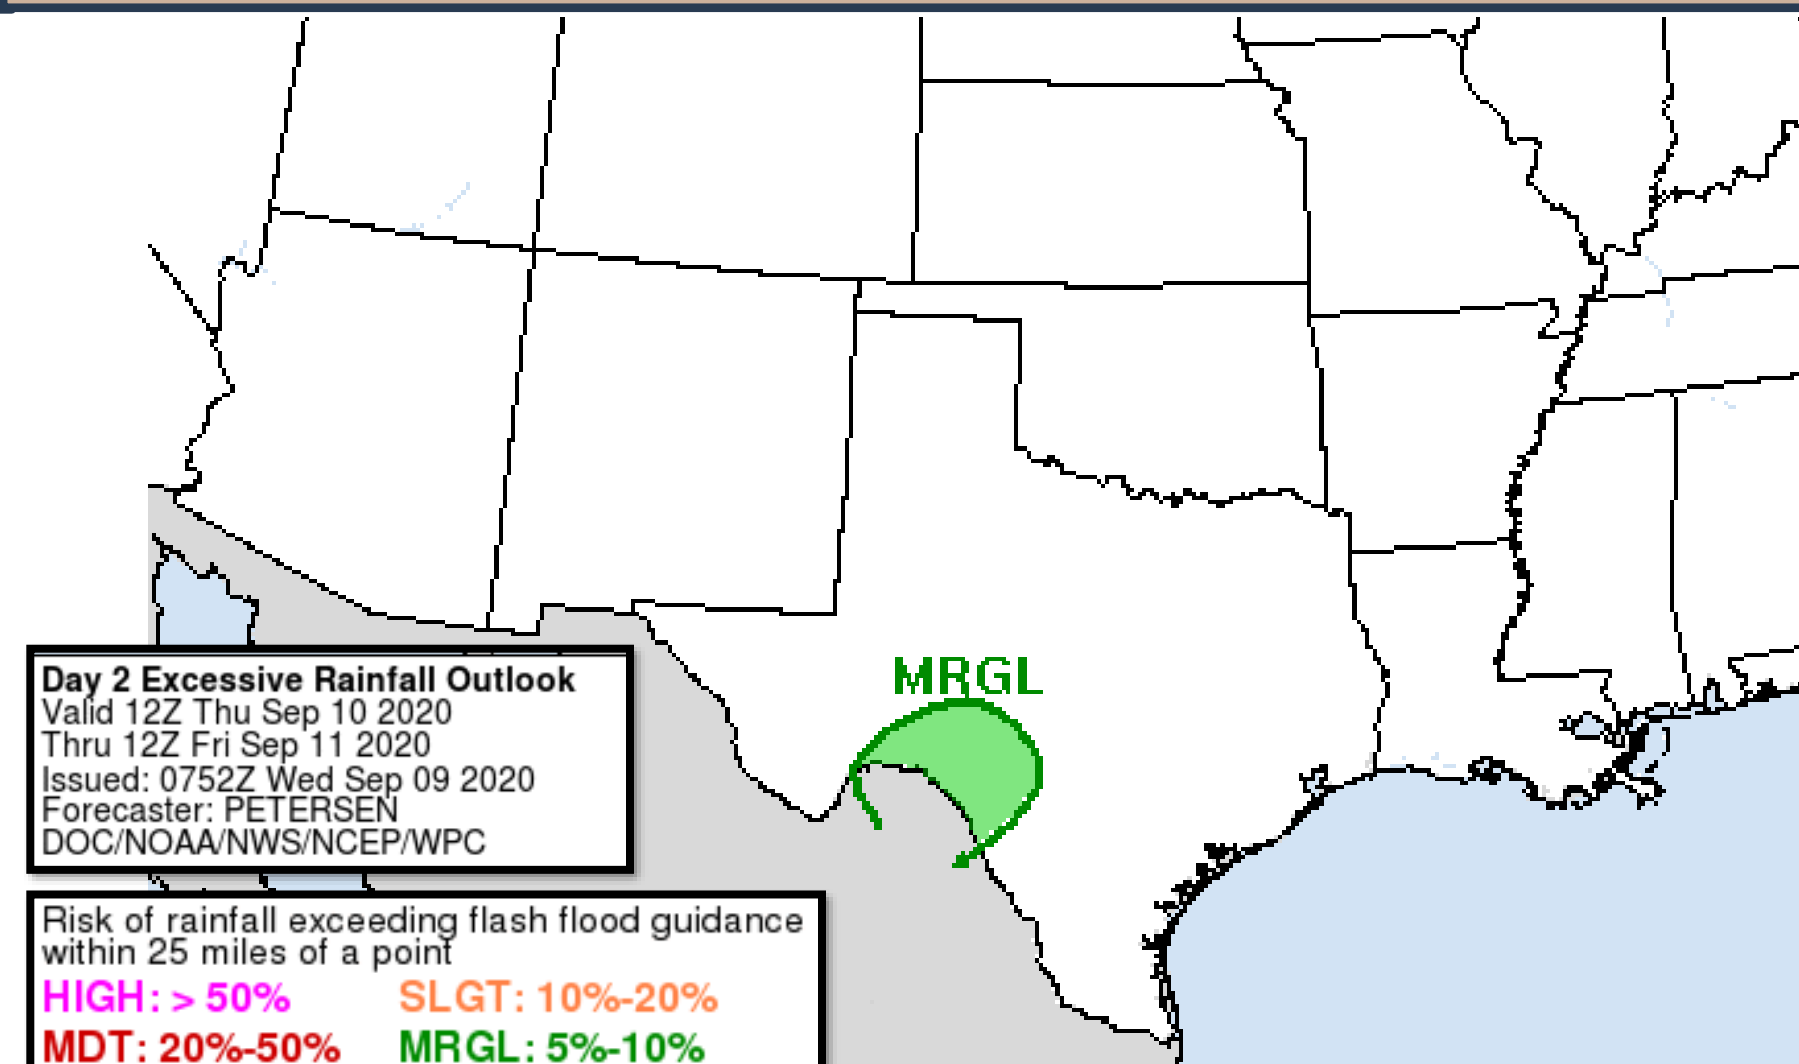 MRGL
Day 2 Excessive Rainfall Outlook
Valid 12Z Thu Sep 10 2020
Thru 12Z Fri Sep 11 2020
Issued: 0752Z Wed Sep 09 2020
Forecaster: PETERSEN
DOC/NOAA/NWS/NCEP/WPC
Risk of rainfall exceeding flash flood guidance
within 25 miles of a point
HIGH: > 50% SLGT: 10%-20%
MDT: 20%-50% MRGL: 5%-10%